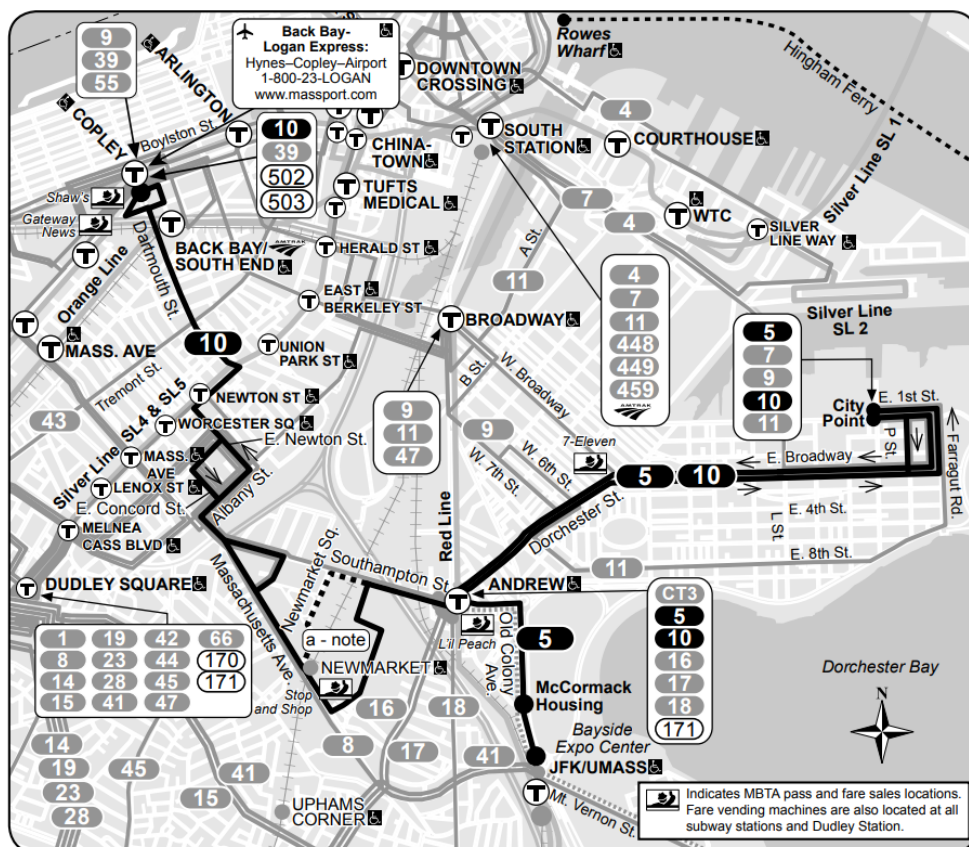 9
39
55
Back Bay-
Logan Express:
Hynes–Copley–Airport
1-800-23-LOGAN
www.massport.com
Rowes
Wharf
Hingham Ferry
ARLINGTON
COPLEY
Boylston St.
DOWNTOWN
CROSSING
10
39
502
503
CHINA-
TOWN
SOUTH
STATION
4
COURTHOUSE
Silver Line SL 1
Shaw's
Gateway
News
TUFTS
MEDICAL
7
4
WTC
SILVER
LINE WAY
BACK BAY/
SOUTH END
AMTRAK
HERALD ST
A St.
11
Orange Line
Dartmouth St.
EAST
BERKELEY ST
BROADWAY
4
7
11
448
449
459
AMTRAK
Silver Line
SL 2
MASS. AVE
10
UNION
PARK ST
B St.
W. Broadway
5
7
9
10
11
City
Point
E. 1st St.
P St.
Farragut Rd.
Tremont St.
43
NEWTON ST
WORCESTER SQ
Silver Line SL4 & SL5
E. Newton St.
9
11
47
9
W. 6th St.
W. 7th St.
7-Eleven
5
10
E. Broadway
MASS.
AVE
LENOX ST
Albany St.
E. Concord St.
Red Line
Dorchester St.
L St.
E. 4th St.
MELNEA
CASS BLVD
E. 8th St.
11
Massachusetts Ave.
Newmarket Sq.
Southampton St.
DUDLEY SQUARE
ANDREW
CT3
5
10
16
17
18
171
1
19
42
66
8
23
44
170
14
28
45
171
15
41
47
a - note
L'il Peach
Old Colony
Ave.
5
NEWMARKET
Stop
and Shop
McCormack
Housing
Dorchester Bay
N
16
18
Bayside
Expo Center
JFK/UMASS
14
19
23
28
45
15
41
8
17
41
UPHAMS
CORNER
Mt. Vernon St.
Indicates MBTA pass and fare sales locations.
Fare vending machines are also located at all
subway stations and Dudley Station.